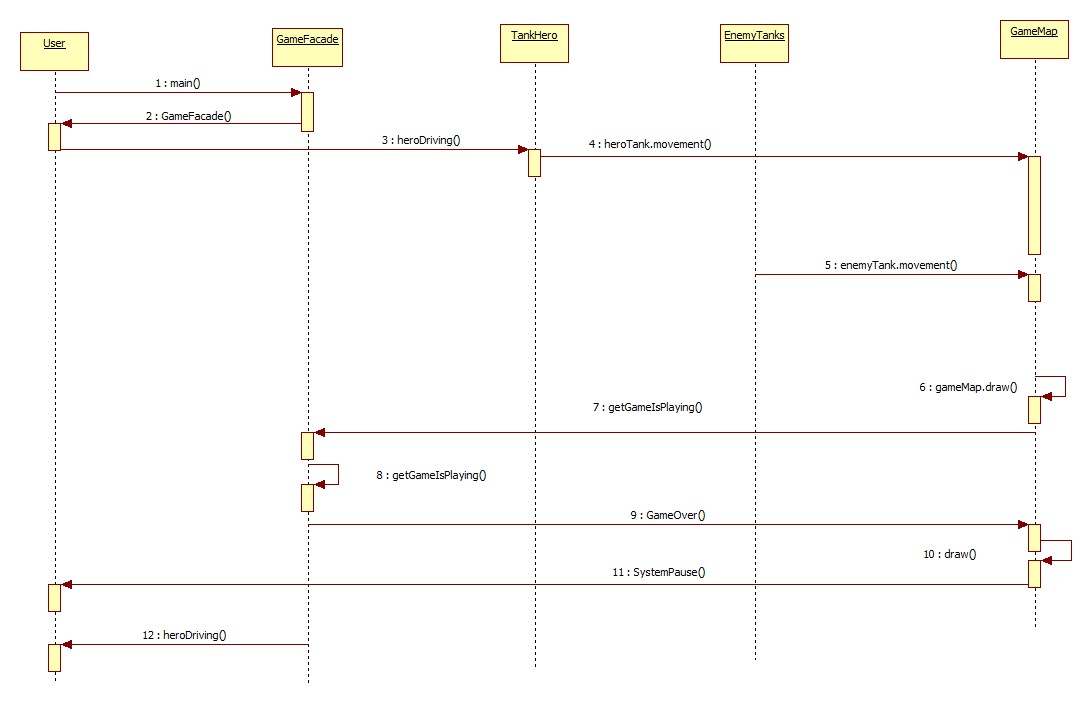 User
GameFacade
TankHero
EnemyTanks
GameMap
1 : main()
2 : GameFacade()
3 : heroDriving()
4 : heroTank.movement()
5 : enemyTank.movement()
6 : gameMap.draw()
7 : getGameIsPlaying()
8 : getGameIsPlaying()
9 : GameOver()
10 : draw()
11 : SystemPause()
12 : heroDriving()